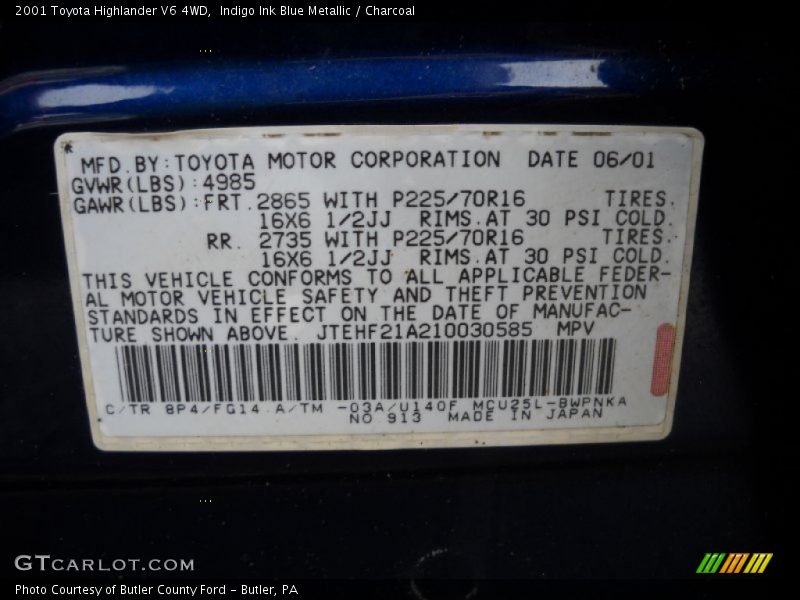 2001 Toyota Highlander V6 4WD, Indigo Ink Blue Metallic / Charcoal
MFD.BY:TOYOTA MOTOR CORPORATION DATE 06/01
GVWR(LBS):4985
GAWR(LBS):FRT.2865 WITH P225/70R16 TIRES.
16X6 1/2JJ RIMS.AT 30 PSI COLD.
RR. 2735 WITH P225/70R16 TIRES.
16X6 1/2JJ RIMS.AT 30 PSI COLD.
THIS VEHICLE CONFORMS TO ALL APPLICABLE FEDER-
AL MOTOR VEHICLE SAFETY AND THEFT PREVENTION
STANDARDS IN EFFECT ON THE DATE OF MANUFAC-
TURE SHOWN ABOVE. JTEHF21A210030585 MPV
C/TR 8P4/FG14 A/TM -03A/U140F MCU25L-BWPNKA
NO.913 MADE IN JAPAN
GTCARLOT.COM
Photo Courtesy of Butler County Ford - Butler, PA